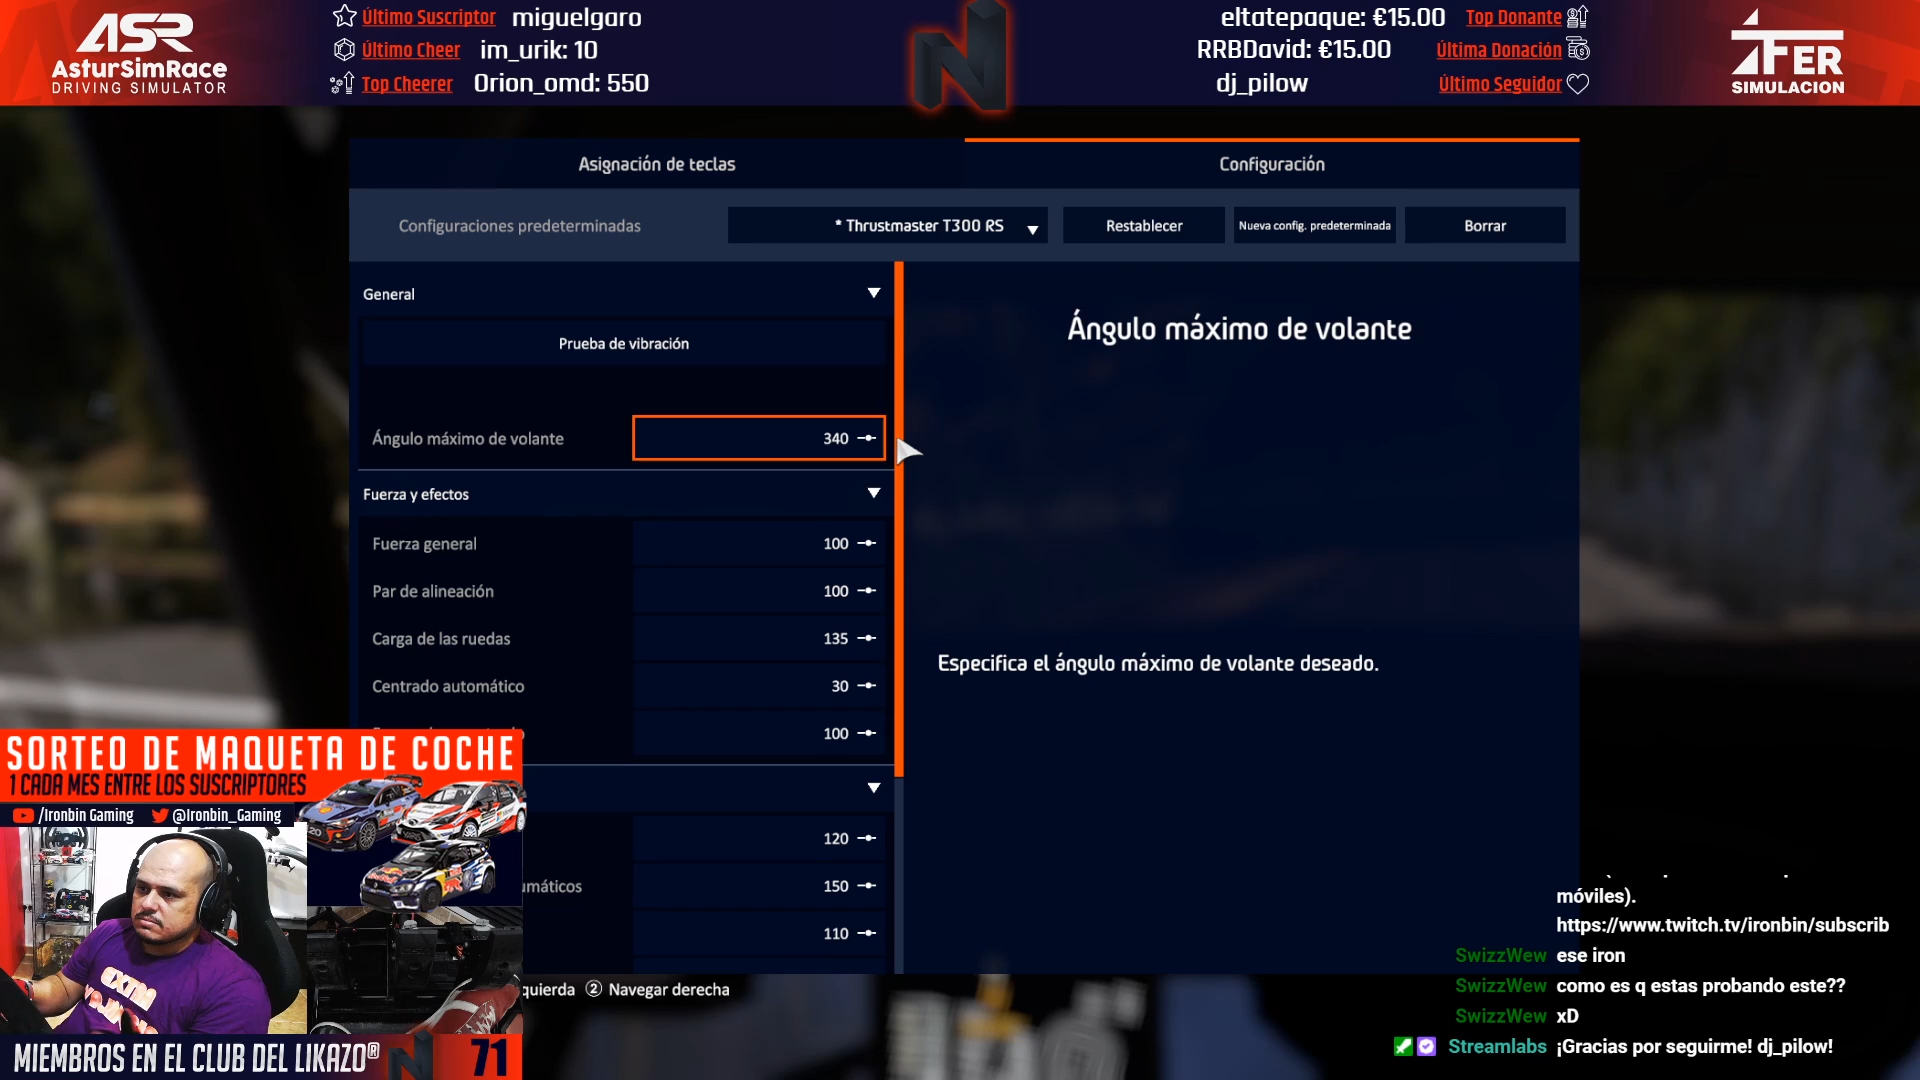 ASR
AsturSimRace
DRIVING SIMULATOR
Último Suscriptor miguelgaro
Último Cheer im_urik: 10
Top Cheerer Orion_omd: 550
eltatepaque: €15.00 Top Donante
RRBDavid: €15.00 Última Donación
dj_pilow Último Seguidor
FER
SIMULACION
Asignación de teclas
Configuración
Configuraciones predeterminadas
* Thrustmaster T300 RS
Restablecer
Nueva config. predeterminada
Borrar
General
Prueba de vibración
Ángulo máximo de volante 340
Fuerza y efectos
Fuerza general 100
Par de alineación 100
Carga de las ruedas 135
Centrado automático 30
100
120
umáticos 150
110
Ángulo máximo de volante
Especifica el ángulo máximo de volante deseado.
quierda 2 Navegar derecha
SORTEO DE MAQUETA DE COCHE
1 CADA MES ENTRE LOS SUSCRIPTORES
/Ironbin Gaming @Ironbin_Gaming
MIEMBROS EN EL CLUB DEL LIKAZO® 71
móviles).
https://www.twitch.tv/ironbin/subscrib
SwizzWew ese iron
SwizzWew como es q estas probando este??
SwizzWew xD
Streamlabs ¡Gracias por seguirme! dj_pilow!